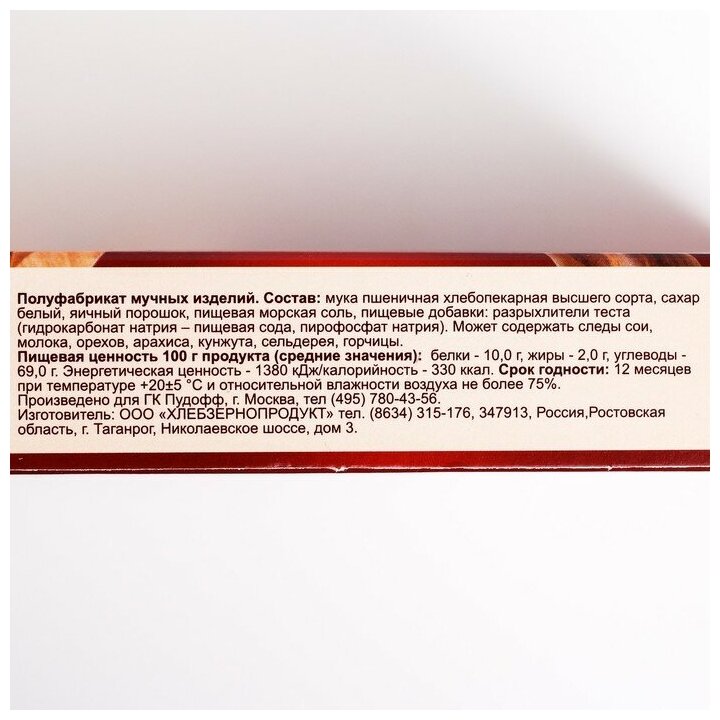 Полуфабрикат мучных изделий. Состав: мука пшеничная хлебопекарная высшего сорта, сахар
белый, яичный порошок, пищевая морская соль, пищевые добавки: разрыхлители теста
(гидрокарбонат натрия – пищевая сода, пирофосфат натрия). Может содержать следы сои,
молока, орехов, арахиса, кунжута, сельдерея, горчицы.
Пищевая ценность 100 г продукта (средние значения): белки - 10,0 г, жиры - 2,0 г, углеводы -
69,0 г. Энергетическая ценность - 1380 кДж/калорийность - 330 ккал. Срок годности: 12 месяцев
при температуре +20±5 °С и относительной влажности воздуха не более 75%.
Произведено для ГК Пудофф, г. Москва, тел (495) 780-43-56.
Изготовитель: ООО «ХЛЕБЗЕРНОПРОДУКТ» тел. (8634) 315-176, 347913, Россия,Ростовская
область, г. Таганрог, Николаевское шоссе, дом 3.